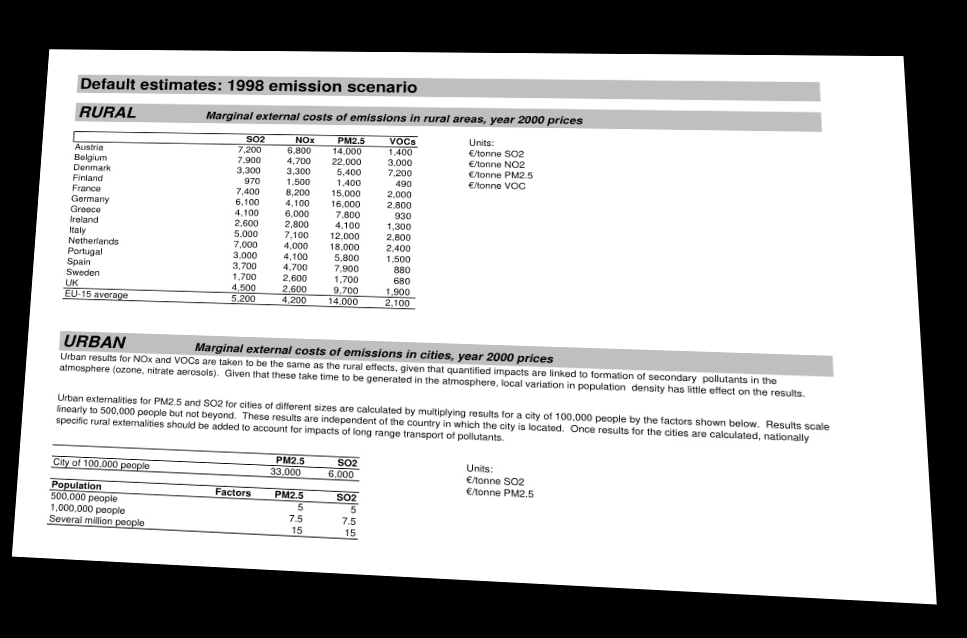 Default estimates: 1998 emission scenario
RURAL Marginal external costs of emissions in rural areas, year 2000 prices
SO2 NOx PM2.5 VOCs
Austria 7,200 6,800 14,000 1,400
Belgium 7,900 4,700 22,000 3,000
Denmark 3,300 3,300 5,400 7,200
Finland 970 1,500 1,400 490
France 7,400 8,200 15,000 2,000
Germany 6,100 4,100 16,000 2,800
Greece 4,100 6,000 7,800 930
Ireland 2,600 2,800 4,100 1,300
Italy 5,000 7,100 12,000 2,800
Netherlands 7,000 4,000 18,000 2,400
Portugal 3,000 4,100 5,800 1,500
Spain 3,700 4,700 7,900 880
Sweden 1,700 2,600 1,700 680
UK 4,500 2,600 9,700 1,900
EU-15 average 5,200 4,200 14,000 2,100
Units:
€/tonne SO2
€/tonne NO2
€/tonne PM2.5
€/tonne VOC
URBAN Marginal external costs of emissions in cities, year 2000 prices
Urban results for NOx and VOCs are taken to be the same as the rural effects, given that quantified impacts are linked to formation of secondary pollutants in the
atmosphere (ozone, nitrate aerosols). Given that these take time to be generated in the atmosphere, local variation in population density has little effect on the results.
Urban externalities for PM2.5 and SO2 for cities of different sizes are calculated by multiplying results for a city of 100,000 people by the factors shown below. Results scale
linearly to 500,000 people but not beyond. These results are independent of the country in which the city is located. Once results for the cities are calculated, nationally
specific rural externalities should be added to account for impacts of long range transport of pollutants.
PM2.5 SO2
City of 100,000 people 33,000 6,000
Population Factors PM2.5 SO2
500,000 people 5 5
1,000,000 people 7.5 7.5
Several million people 15 15
Units:
€/tonne SO2
€/tonne PM2.5